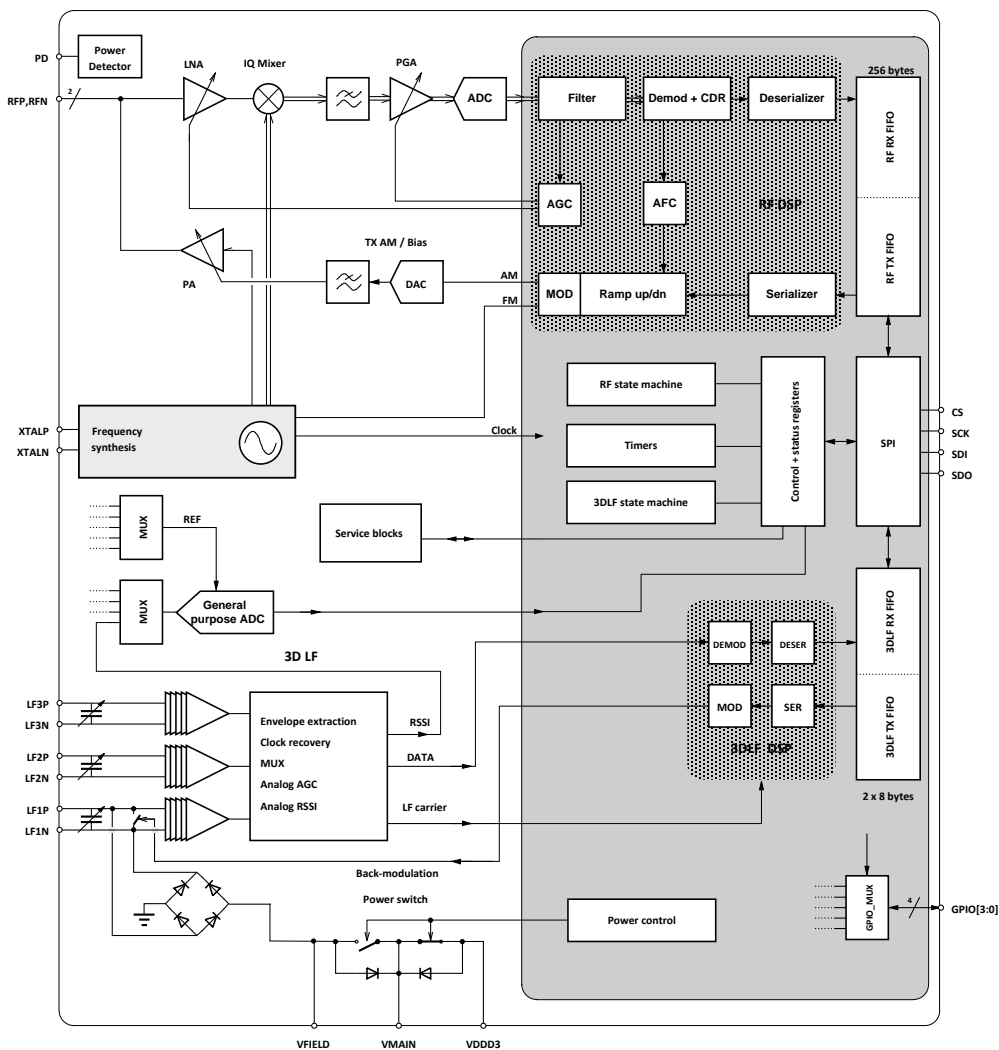 Power
Detector
PD
RFP,RFN
2
LNA
IQ Mixer
PGA
ADC
Filter
Demod + CDR
Deserializer
256 bytes
RF RX FIFO
RF TX FIFO
AGC
AFC
RF DSP
PA
TX AM / Bias
DAC
AM
FM
MOD
Ramp up/dn
Serializer
XTALP
XTALN
Frequency
synthesis
Clock
RF state machine
Timers
3DLF state machine
Control + status registers
SPI
CS
SCK
SDI
SDO
MUX
REF
Service blocks
MUX
General
purpose ADC
3D LF
DEMOD
DESER
MOD
SER
3DLF DSP
3DLF RX FIFO
3DLF TX FIFO
2 x 8 bytes
LF3P
LF3N
LF2P
LF2N
LF1P
LF1N
Envelope extraction
Clock recovery
MUX
Analog AGC
Analog RSSI
RSSI
DATA
LF carrier
Back-modulation
Power switch
Power control
GPIO_MUX
4
GPIO[3:0]
VFIELD
VMAIN
VDDD3